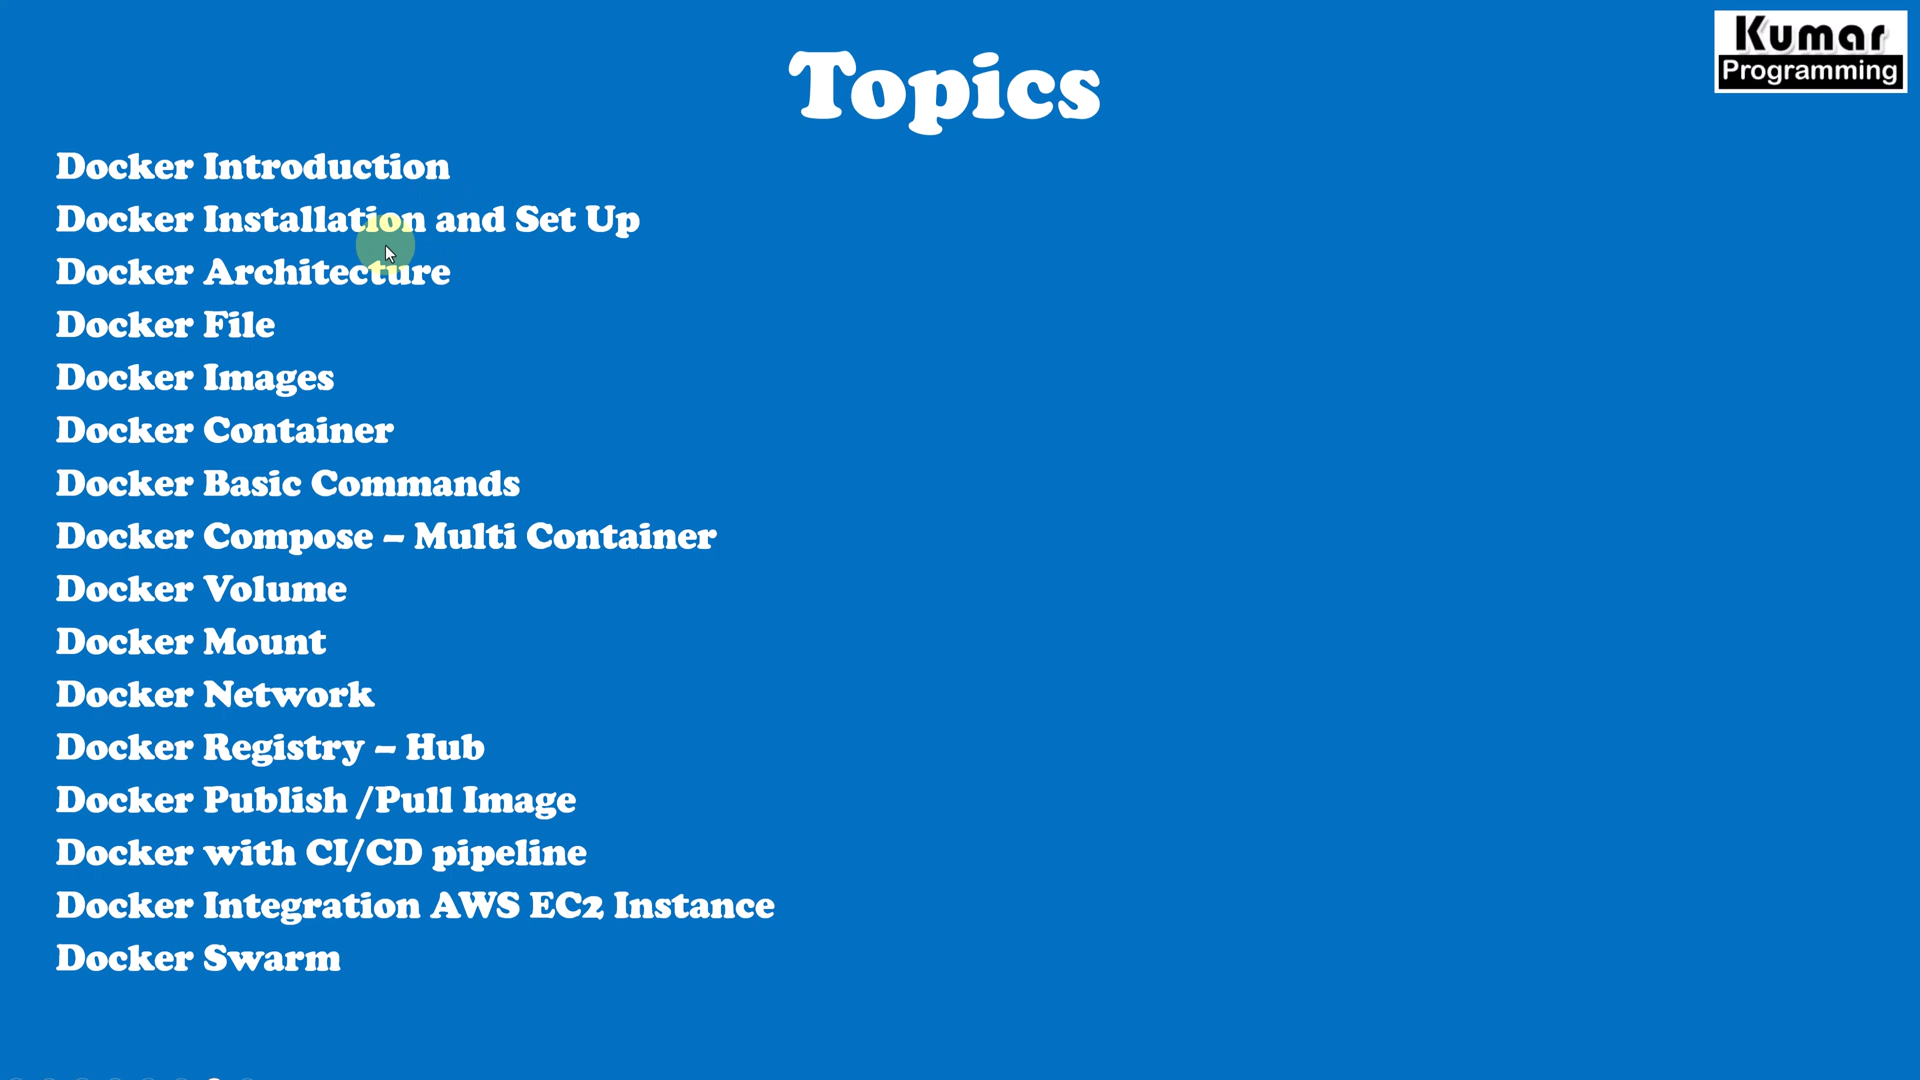 Kumar
Programming
Topics
Docker Introduction
Docker Installation and Set Up
Docker Architecture
Docker File
Docker Images
Docker Container
Docker Basic Commands
Docker Compose – Multi Container
Docker Volume
Docker Mount
Docker Network
Docker Registry – Hub
Docker Publish /Pull Image
Docker with CI/CD pipeline
Docker Integration AWS EC2 Instance
Docker Swarm